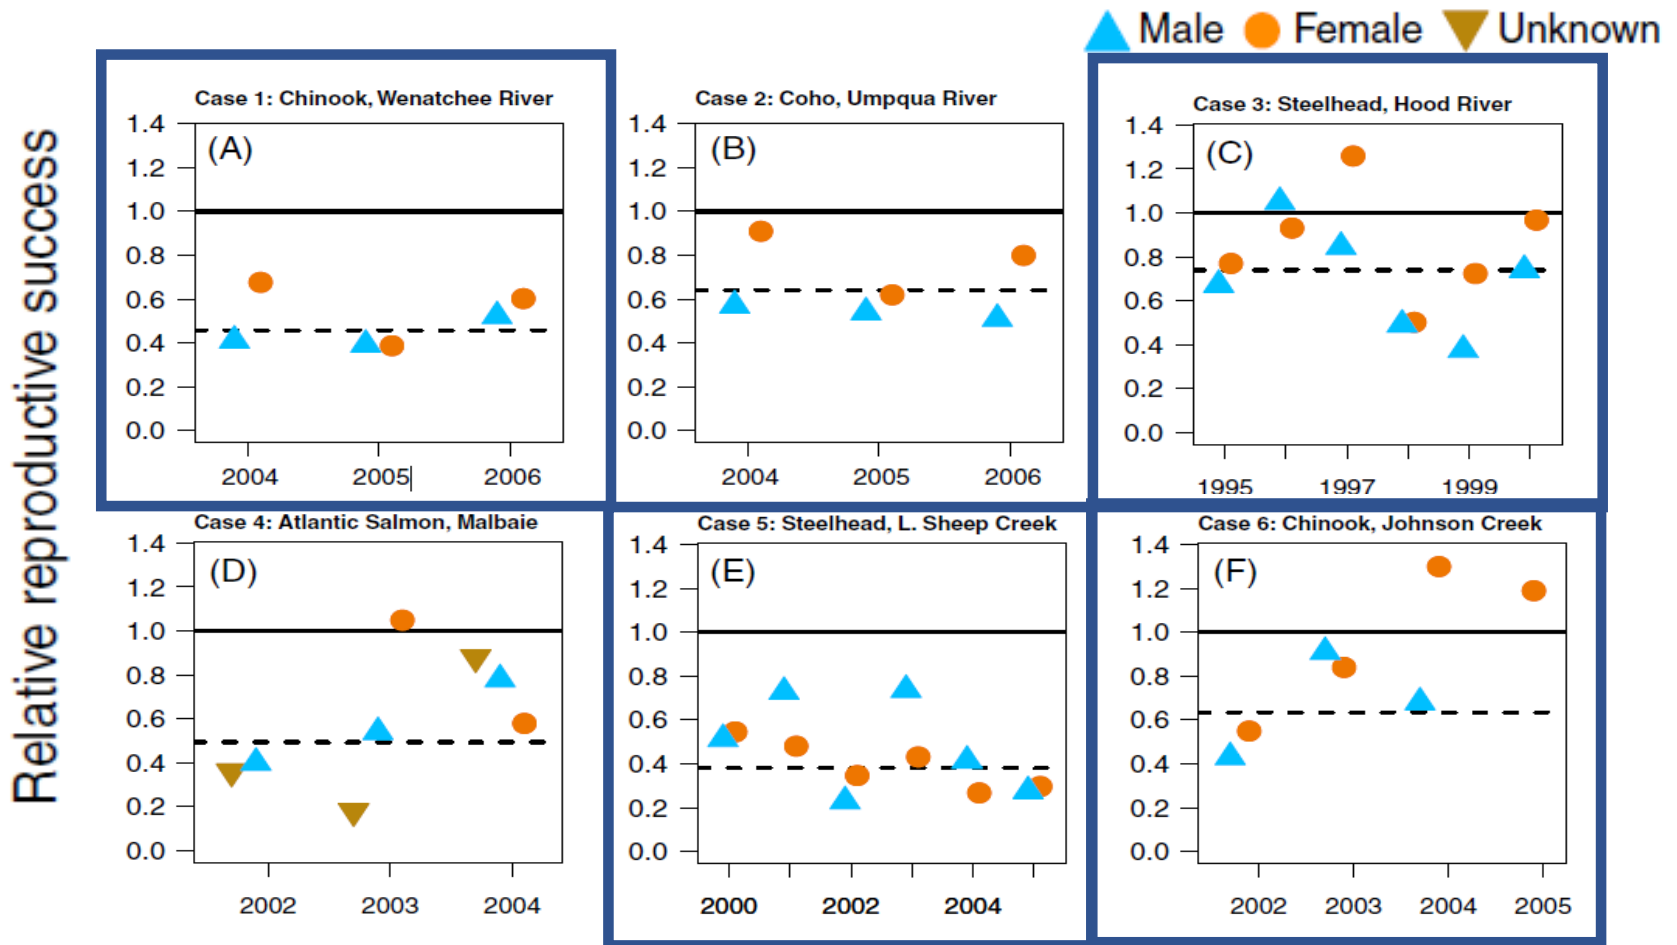 Male Female Unknown
Relative reproductive success
Case 1: Chinook, Wenatchee River
(A)
1.4
1.2
1.0
0.8
0.6
0.4
0.2
0.0
2004 2005 2006
Case 2: Coho, Umpqua River
(B)
1.4
1.2
1.0
0.8
0.6
0.4
0.2
0.0
2004 2005 2006
Case 3: Steelhead, Hood River
(C)
1.4
1.2
1.0
0.8
0.6
0.4
0.2
0.0
1995 1997 1999
Case 4: Atlantic Salmon, Malbaie
(D)
1.4
1.2
1.0
0.8
0.6
0.4
0.2
0.0
2002 2003 2004
Case 5: Steelhead, L. Sheep Creek
(E)
1.4
1.2
1.0
0.8
0.6
0.4
0.2
0.0
2000 2002 2004
Case 6: Chinook, Johnson Creek
(F)
1.4
1.2
1.0
0.8
0.6
0.4
0.2
0.0
2002 2003 2004 2005